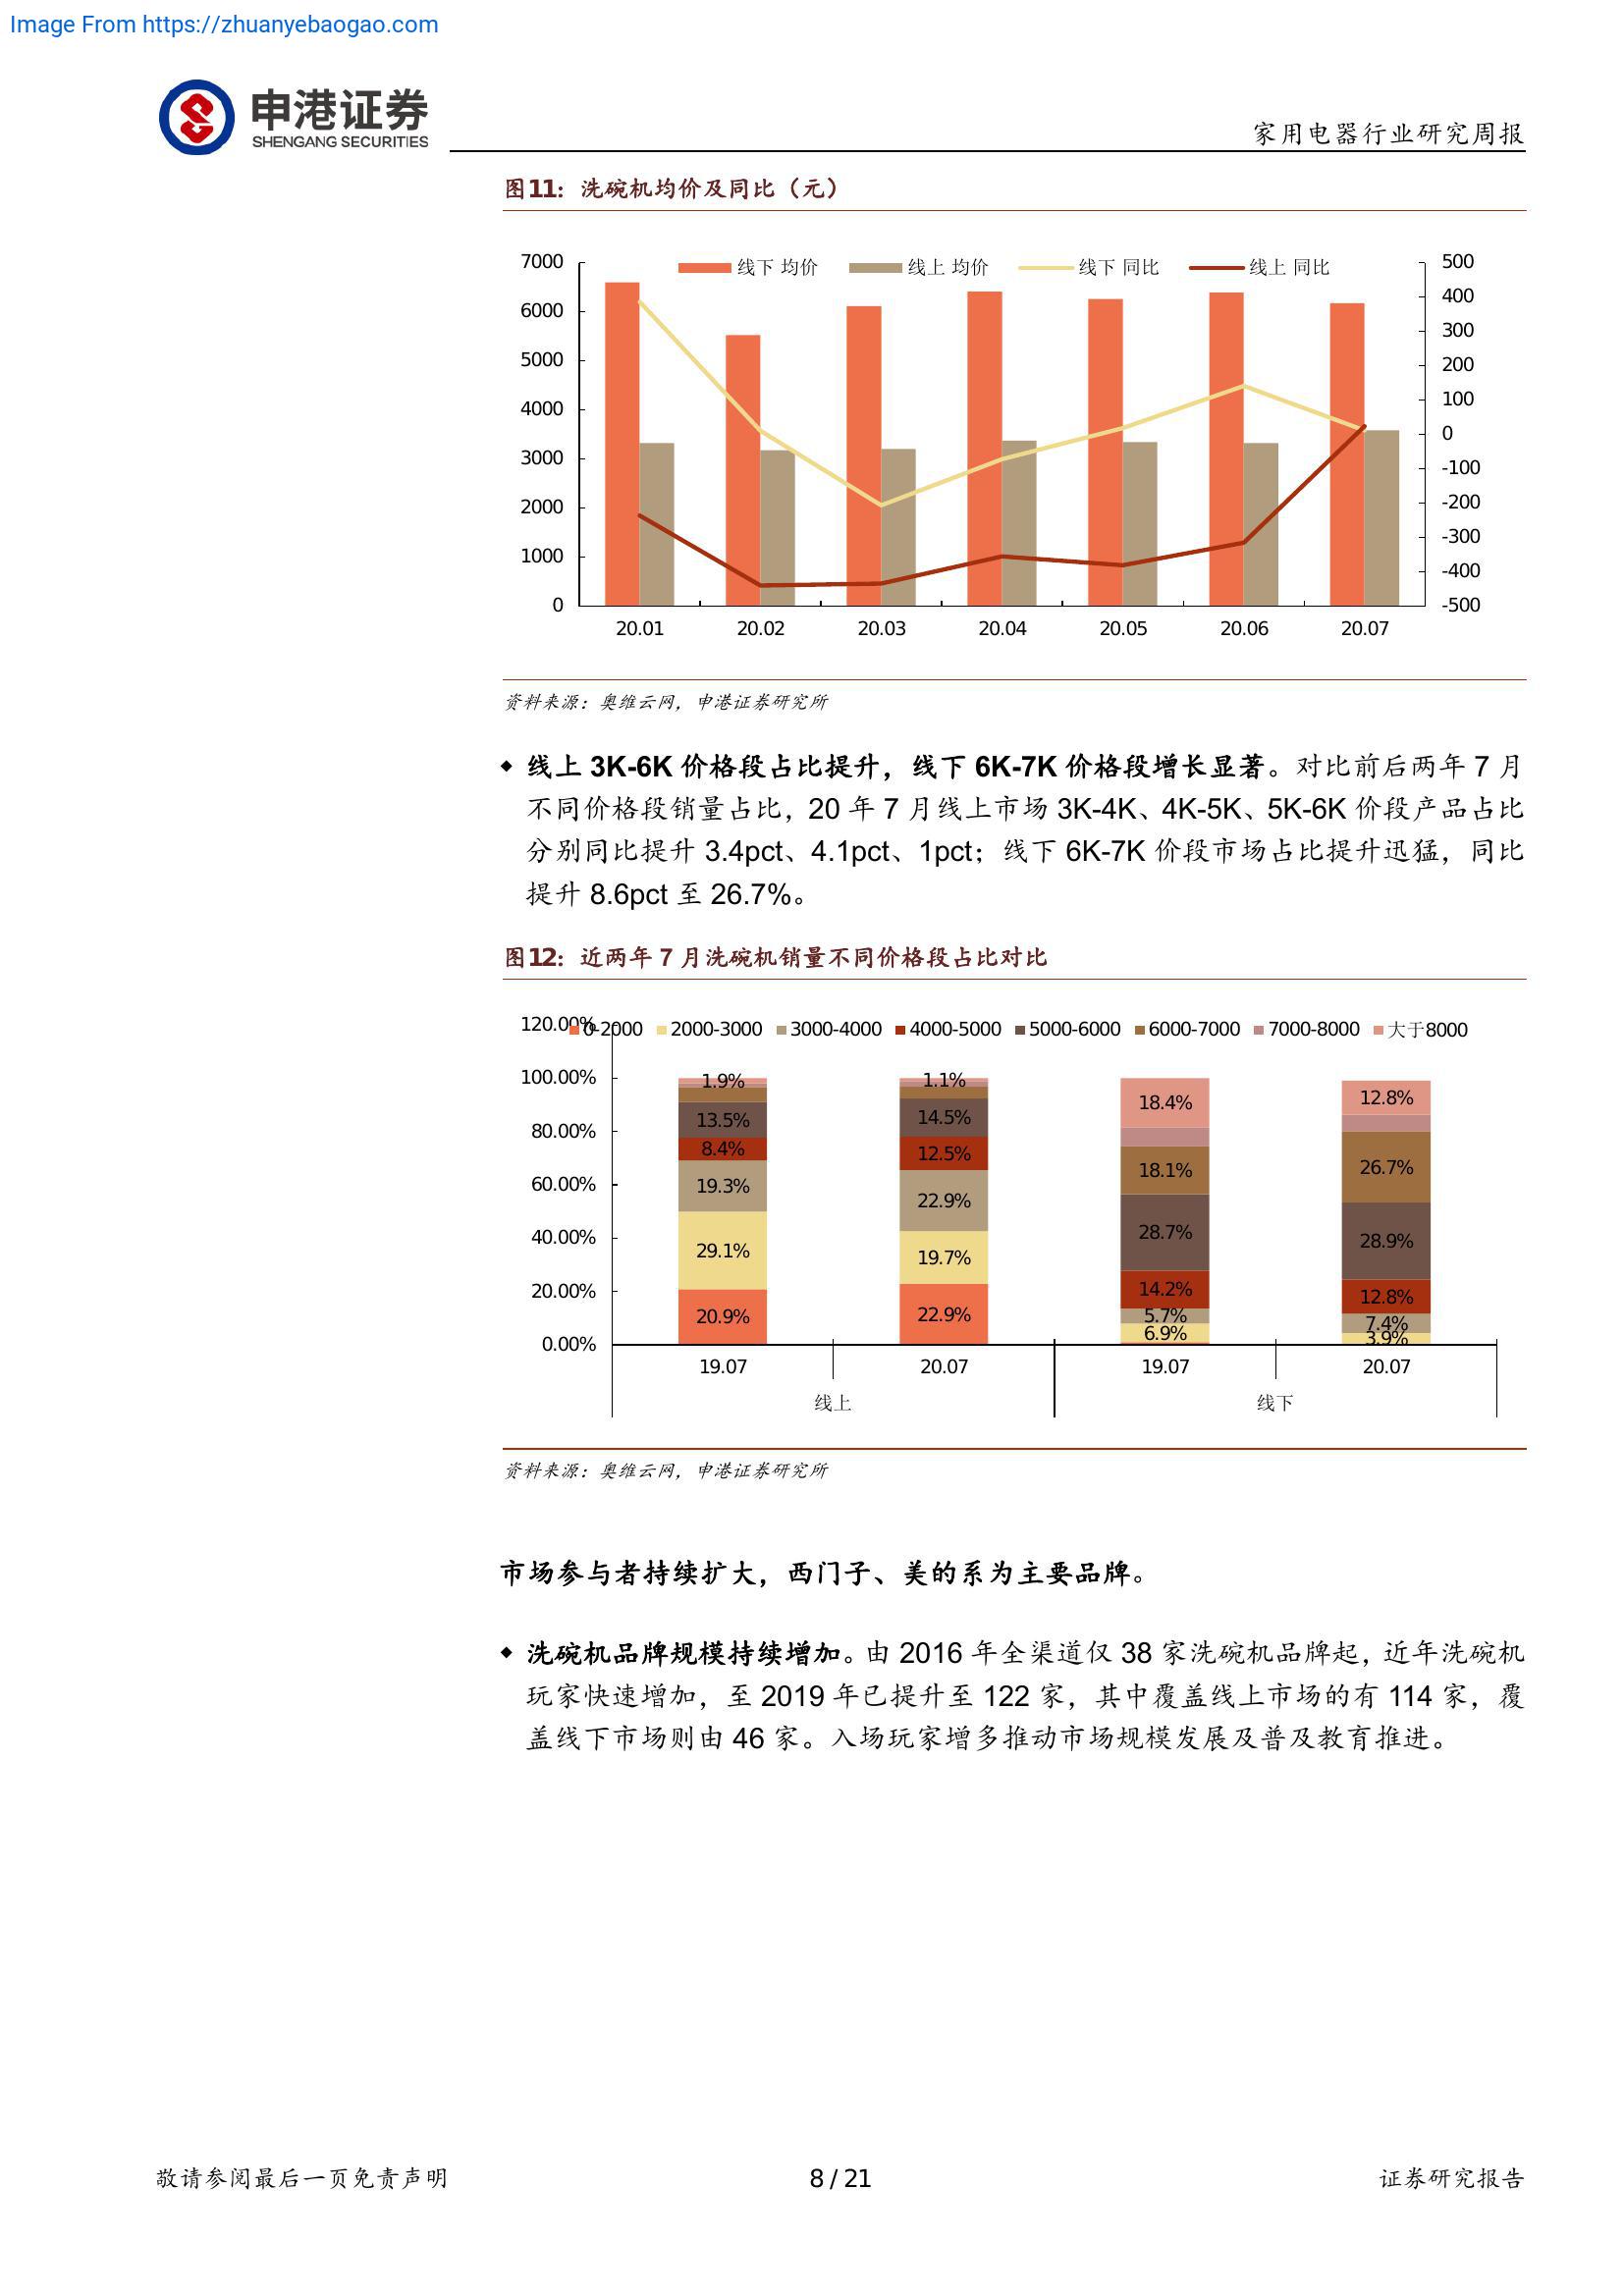 Image From https://zhuanyebaogao.com
申港证券
SHENGANG SECURITIES
家用电器行业研究周报
图11：洗碗机均价及同比（元）
线下 均价 线上 均价 线下 同比 线上 同比
7000
6000
5000
4000
3000
2000
1000
0
500
400
300
200
100
0
-100
-200
-300
-400
-500
20.01 20.02 20.03 20.04 20.05 20.06 20.07
资料来源：奥维云网，申港证券研究所
◆ 线上 3K-6K 价格段占比提升，线下 6K-7K 价格段增长显著。对比前后两年 7 月
不同价格段销量占比，20 年 7 月线上市场 3K-4K、4K-5K、5K-6K 价段产品占比
分别同比提升 3.4pct、4.1pct、1pct；线下 6K-7K 价段市场占比提升迅猛，同比
提升 8.6pct 至 26.7%。
图12：近两年 7 月洗碗机销量不同价格段占比对比
0-2000 2000-3000 3000-4000 4000-5000 5000-6000 6000-7000 7000-8000 大于8000
120.00%
100.00%
80.00%
60.00%
40.00%
20.00%
0.00%
1.9%
13.5%
8.4%
19.3%
29.1%
20.9%
1.1%
14.5%
12.5%
22.9%
19.7%
22.9%
18.4%
18.1%
28.7%
14.2%
5.7%
6.9%
12.8%
26.7%
28.9%
12.8%
7.4%
3.9%
19.07 20.07 19.07 20.07
线上 线下
资料来源：奥维云网，申港证券研究所
市场参与者持续扩大，西门子、美的系为主要品牌。
◆ 洗碗机品牌规模持续增加。由 2016 年全渠道仅 38 家洗碗机品牌起，近年洗碗机
玩家快速增加，至 2019 年已提升至 122 家，其中覆盖线上市场的有 114 家，覆
盖线下市场则由 46 家。入场玩家增多推动市场规模发展及普及教育推进。
敬请参阅最后一页免责声明 8 / 21 证券研究报告